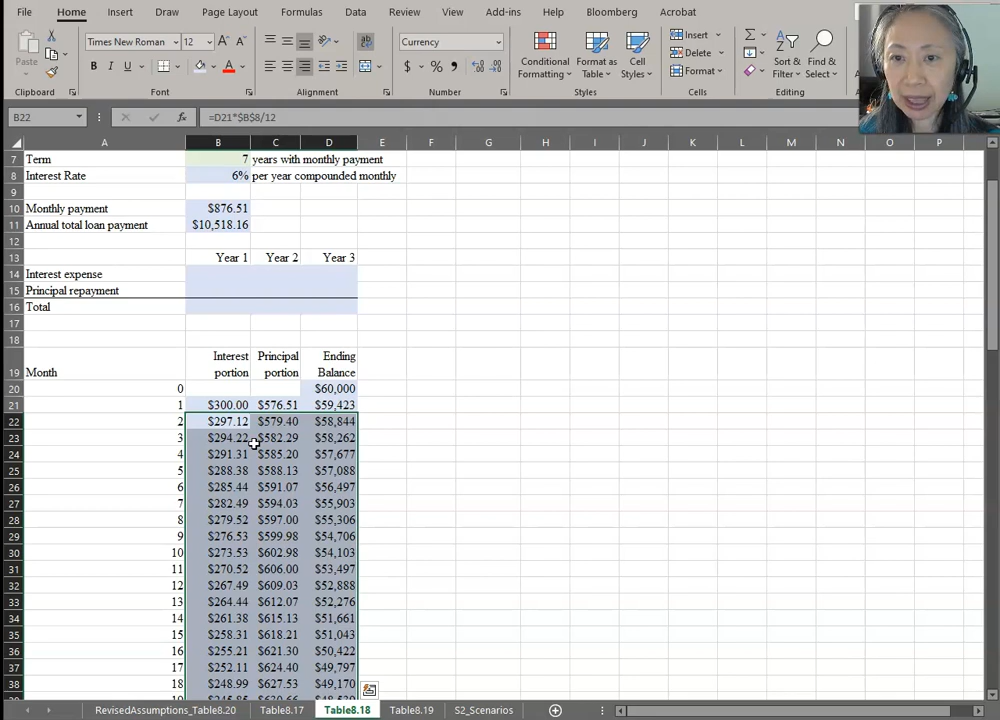 File Home Insert Draw Page Layout Formulas Data Review View Add-ins Help Bloomberg Acrobat
Paste Times New Roman 12 A A ab Currency Conditional Formatting Format as Table Cell Styles Insert Delete Format Sort & Filter Find & Select
B I U A $ % 9
Clipboard Font Alignment Number Styles Cells Editing
B22 fx =D21*$B$8/12
A B C D E F G H I J K L M N O P
7 Term 7 years with monthly payment
8 Interest Rate 6% per year compounded monthly
9
10 Monthly payment $876.51
11 Annual total loan payment $10,518.16
12
13 Year 1 Year 2 Year 3
14 Interest expense
15 Principal repayment
16 Total
17
18
19 Month Interest portion Principal portion Ending Balance
20 0 $60,000
21 1 $300.00 $576.51 $59,423
22 2 $297.12 $579.40 $58,844
23 3 $294.22 $582.29 $58,262
24 4 $291.31 $585.20 $57,677
25 5 $288.38 $588.13 $57,088
26 6 $285.44 $591.07 $56,497
27 7 $282.49 $594.03 $55,903
28 8 $279.52 $597.00 $55,306
29 9 $276.53 $599.98 $54,706
30 10 $273.53 $602.98 $54,103
31 11 $270.52 $606.00 $53,497
32 12 $267.49 $609.03 $52,888
33 13 $264.44 $612.07 $52,276
34 14 $261.38 $615.13 $51,661
35 15 $258.31 $618.21 $51,043
36 16 $255.21 $621.30 $50,422
37 17 $252.11 $624.40 $49,797
38 18 $248.99 $627.53 $49,170
RevisedAssumptions_Table8.20 Table8.17 Table8.18 Table8.19 S2_Scenarios